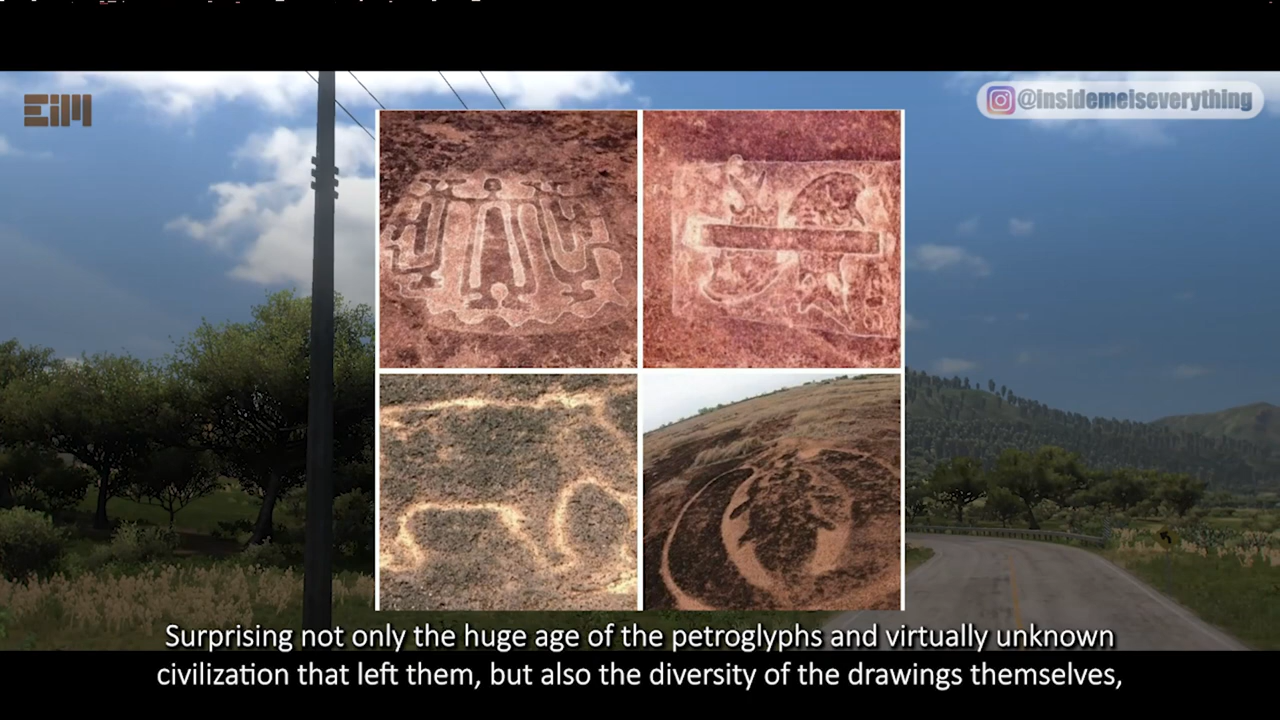 EiM
@insidemeiseverything
Surprising not only the huge age of the petroglyphs and virtually unknown
civilization that left them, but also the diversity of the drawings themselves,